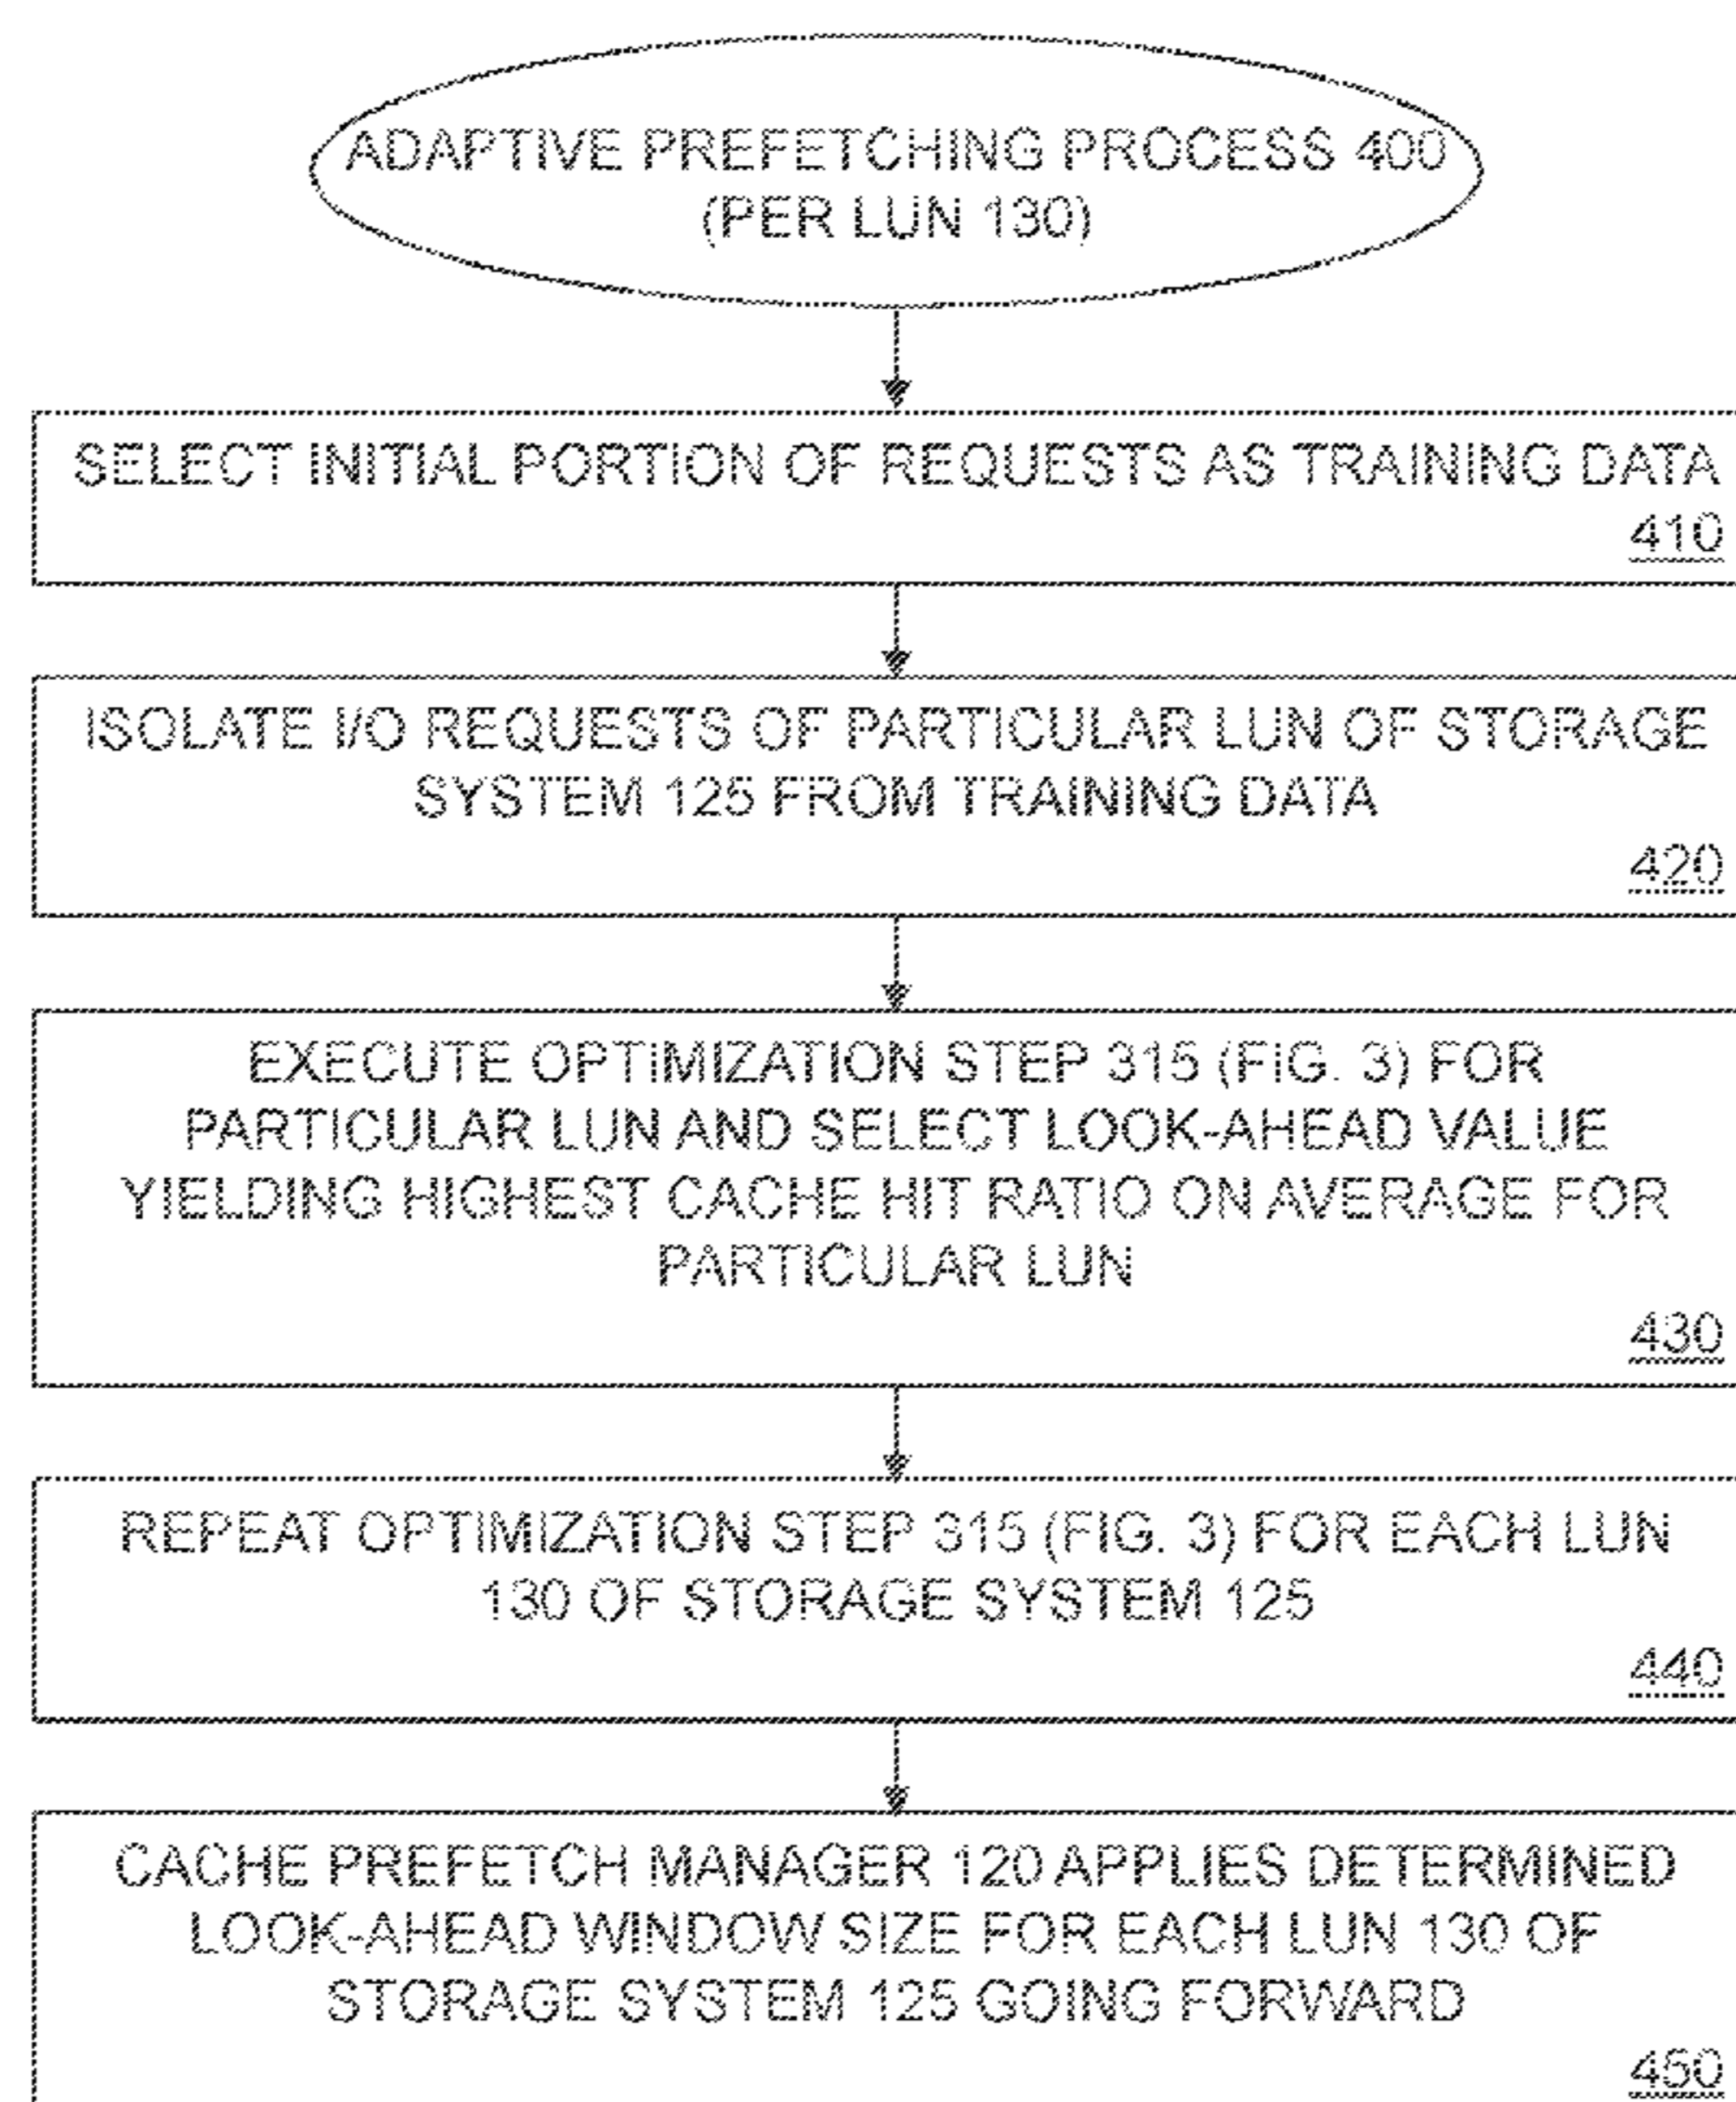 ADAPTIVE PREFETCHING PROCESS 400
(PER LUN 130)
SELECT INITIAL PORTION OF REQUESTS AS TRAINING DATA
410
ISOLATE I/O REQUESTS OF PARTICULAR LUN OF STORAGE
SYSTEM 125 FROM TRAINING DATA
420
EXECUTE OPTIMIZATION STEP 315 (FIG. 3) FOR
PARTICULAR LUN AND SELECT LOOK-AHEAD VALUE
YIELDING HIGHEST CACHE HIT RATIO ON AVERAGE FOR
PARTICULAR LUN
430
REPEAT OPTIMIZATION STEP 315 (FIG. 3) FOR EACH LUN
130 OF STORAGE SYSTEM 125
440
CACHE PREFETCH MANAGER 120 APPLIES DETERMINED
LOOK-AHEAD WINDOW SIZE FOR EACH LUN 130 OF
STORAGE SYSTEM 125 GOING FORWARD
450